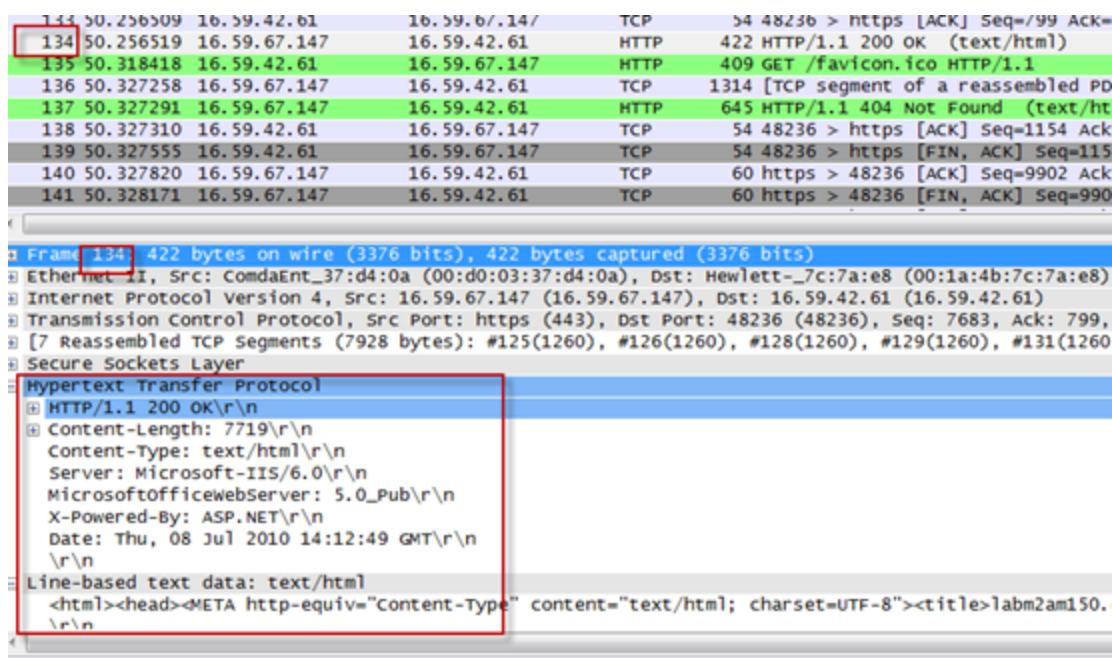 133 50.256509 16.59.42.61 16.59.67.147 TCP 54 48236 > https [ACK] Seq=799 Ack=
134 50.256519 16.59.67.147 16.59.42.61 HTTP 422 HTTP/1.1 200 OK (text/html)
135 50.318418 16.59.42.61 16.59.67.147 HTTP 409 GET /favicon.ico HTTP/1.1
136 50.327258 16.59.67.147 16.59.42.61 TCP 1314 [TCP segment of a reassembled PD
137 50.327291 16.59.67.147 16.59.42.61 HTTP 645 HTTP/1.1 404 Not Found (text/ht
138 50.327310 16.59.42.61 16.59.67.147 TCP 54 48236 > https [ACK] Seq=1154 Ack
139 50.327555 16.59.42.61 16.59.67.147 TCP 54 48236 > https [FIN, ACK] Seq=115
140 50.327820 16.59.67.147 16.59.42.61 TCP 60 https > 48236 [ACK] Seq=9902 Ack
141 50.328171 16.59.67.147 16.59.42.61 TCP 60 https > 48236 [FIN, ACK] Seq=990
Frame 134: 422 bytes on wire (3376 bits), 422 bytes captured (3376 bits)
Ethernet II, Src: ComdaEnt_37:d4:0a (00:d0:03:37:d4:0a), Dst: Hewlett-_7c:7a:e8 (00:1a:4b:7c:7a:e8)
Internet Protocol Version 4, Src: 16.59.67.147 (16.59.67.147), Dst: 16.59.42.61 (16.59.42.61)
Transmission Control Protocol, Src Port: https (443), Dst Port: 48236 (48236), Seq: 7683, Ack: 799,
[7 Reassembled TCP Segments (7928 bytes): #125(1260), #126(1260), #128(1260), #129(1260), #131(1260
Secure Sockets Layer
Hypertext Transfer Protocol
HTTP/1.1 200 OK\r\n
Content-Length: 7719\r\n
Content-Type: text/html\r\n
Server: Microsoft-IIS/6.0\r\n
MicrosoftOfficeWebServer: 5.0_Pub\r\n
X-Powered-By: ASP.NET\r\n
Date: Thu, 08 Jul 2010 14:12:49 GMT\r\n
\r\n
Line-based text data: text/html
<html><head><META http-equiv="Content-Type" content="text/html; charset=UTF-8"><title>labm2am150.
\r\n